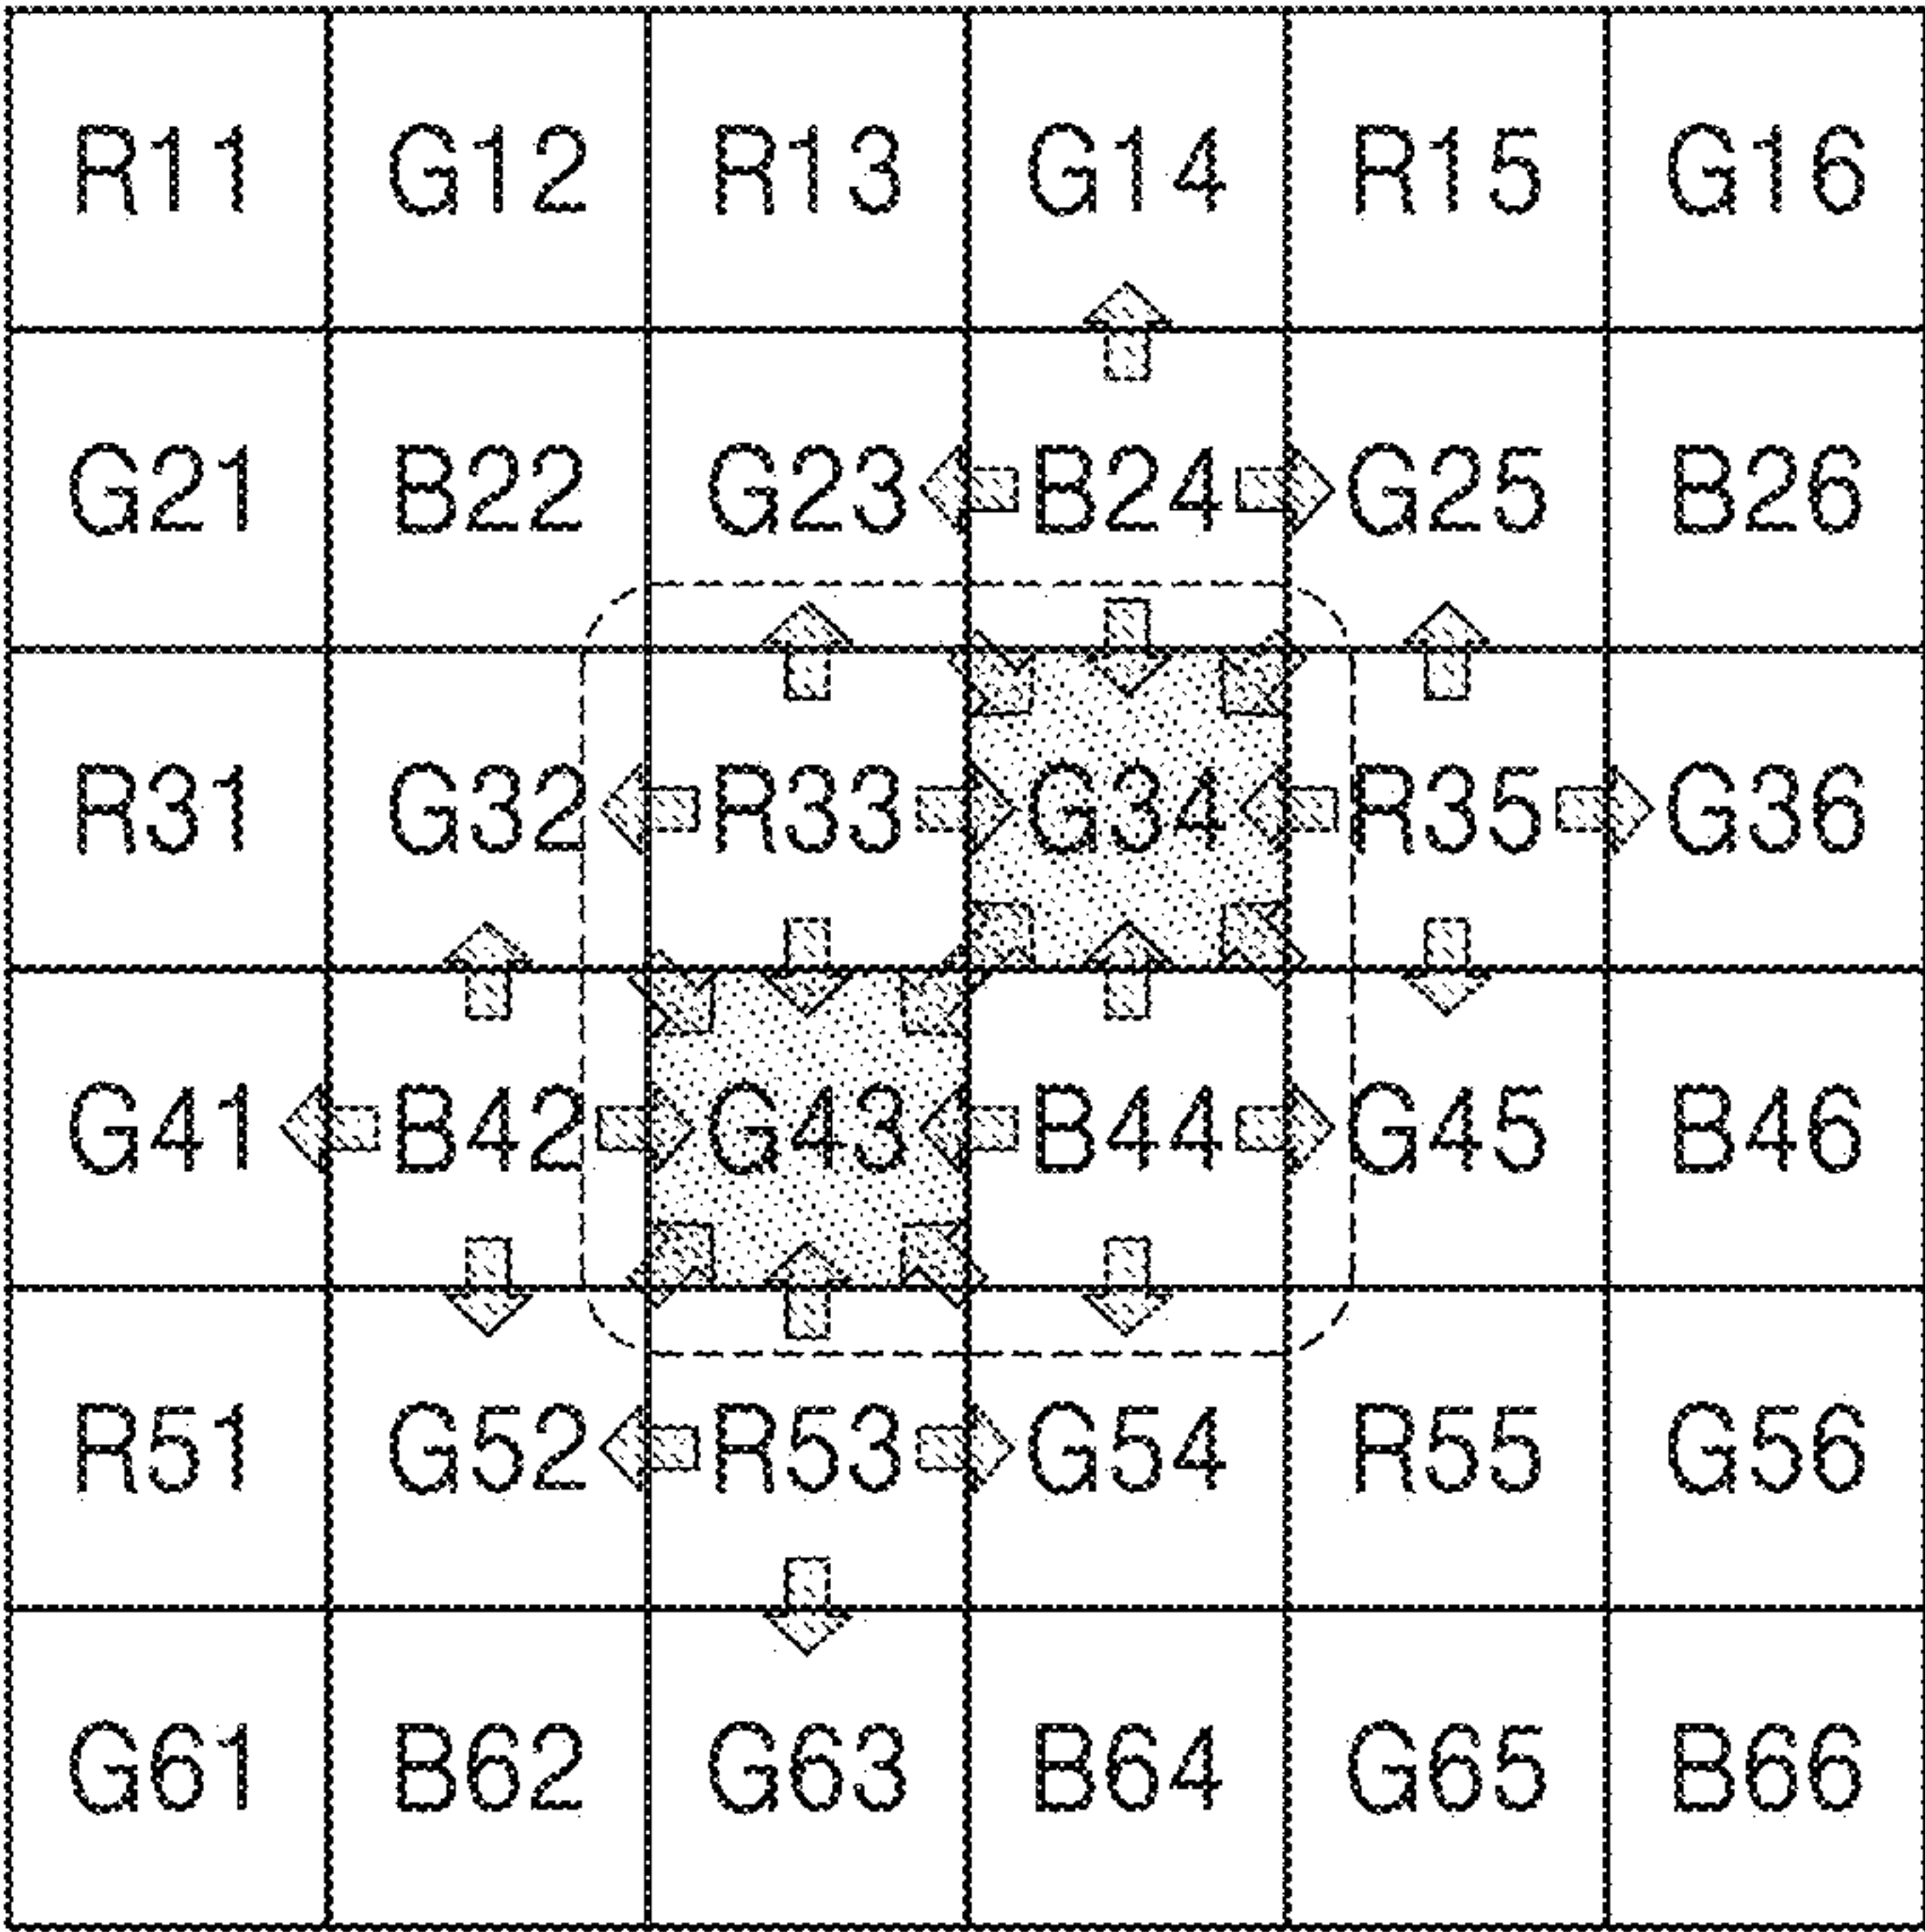 R11 G12 R13 G14 R15 G16
G21 B22 G23 B24 G25 B26
R31 G32 R33 G34 R35 G36
G41 B42 G43 B44 G45 B46
R51 G52 R53 G54 R55 G56
G61 B62 G63 B64 G65 B66